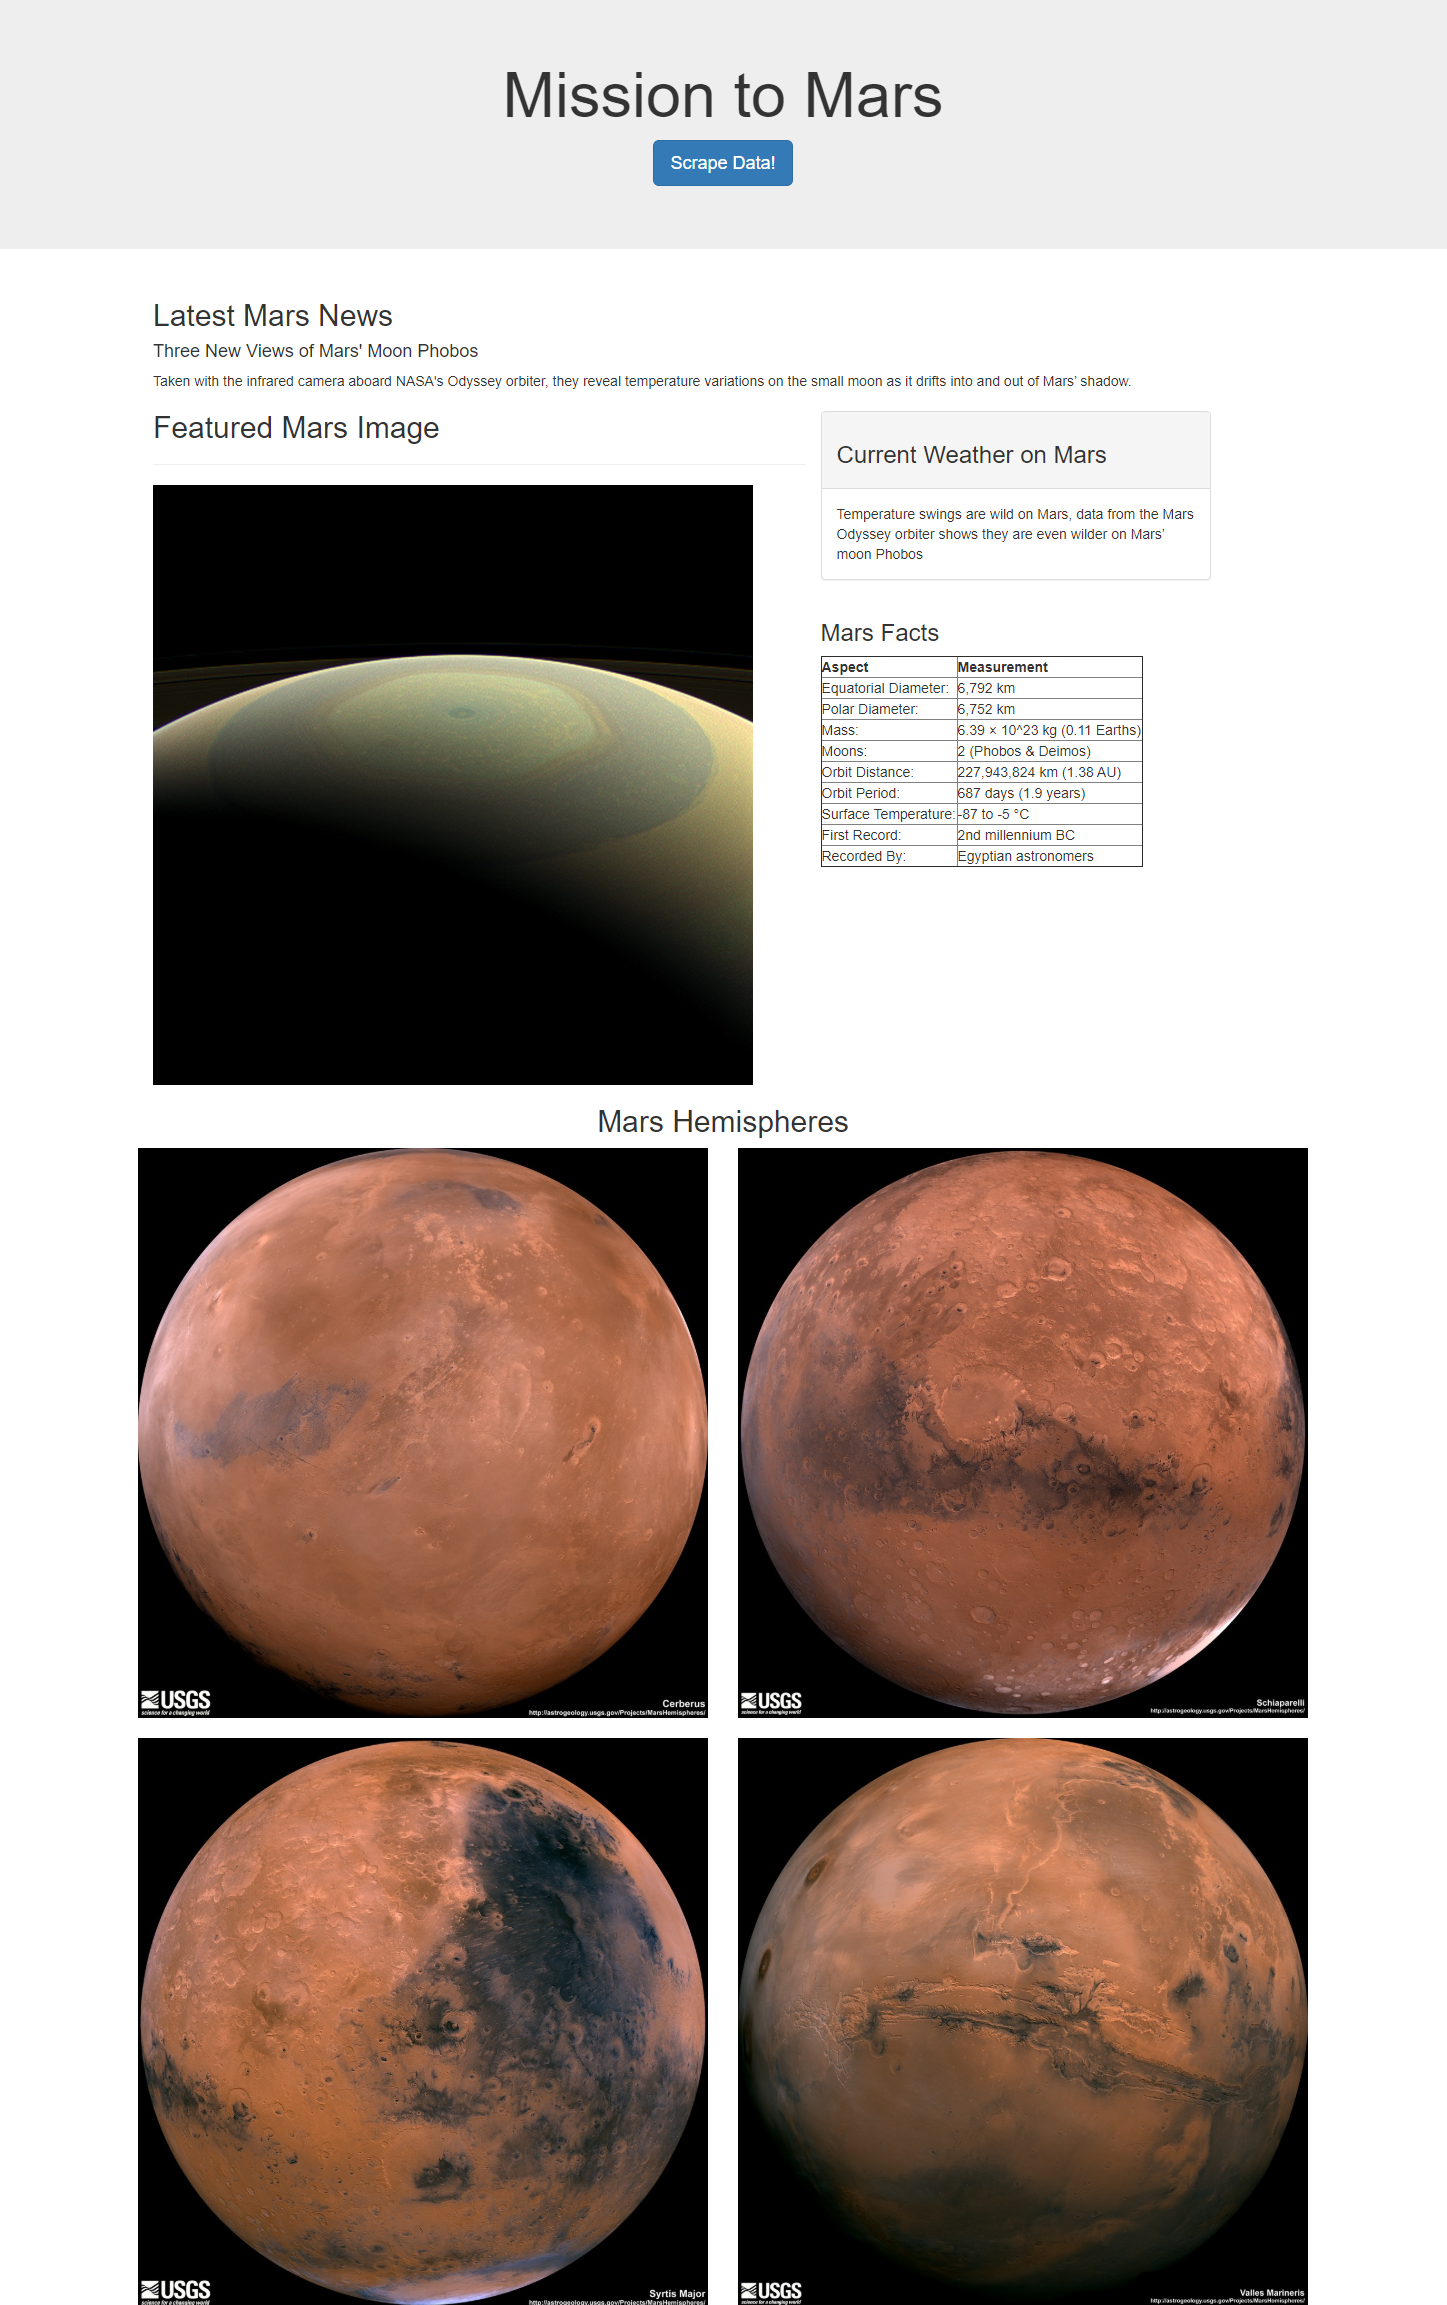 Mission to Mars
Scrape Data!
Latest Mars News
Three New Views of Mars' Moon Phobos
Taken with the infrared camera aboard NASA's Odyssey orbiter, they reveal temperature variations on the small moon as it drifts into and out of Mars’ shadow.
Featured Mars Image
Current Weather on Mars
Temperature swings are wild on Mars, data from the Mars
Odyssey orbiter shows they are even wilder on Mars’
moon Phobos
Mars Facts
Aspect Measurement
Equatorial Diameter: 6,792 km
Polar Diameter: 6,752 km
Mass: 6.39 × 10^23 kg (0.11 Earths)
Moons: 2 (Phobos & Deimos)
Orbit Distance: 227,943,824 km (1.38 AU)
Orbit Period: 687 days (1.9 years)
Surface Temperature: -87 to -5 °C
First Record: 2nd millennium BC
Recorded By: Egyptian astronomers
Mars Hemispheres
USGS
science for a changing world
Cerberus
http://astrogeology.usgs.gov/Projects/MarsHemispheres/
USGS
science for a changing world
Schiaparelli
http://astrogeology.usgs.gov/Projects/MarsHemispheres/
USGS
science for a changing world
Syrtis Major
http://astrogeology.usgs.gov/Projects/MarsHemispheres/
USGS
science for a changing world
Valles Marineris
http://astrogeology.usgs.gov/Projects/MarsHemispheres/